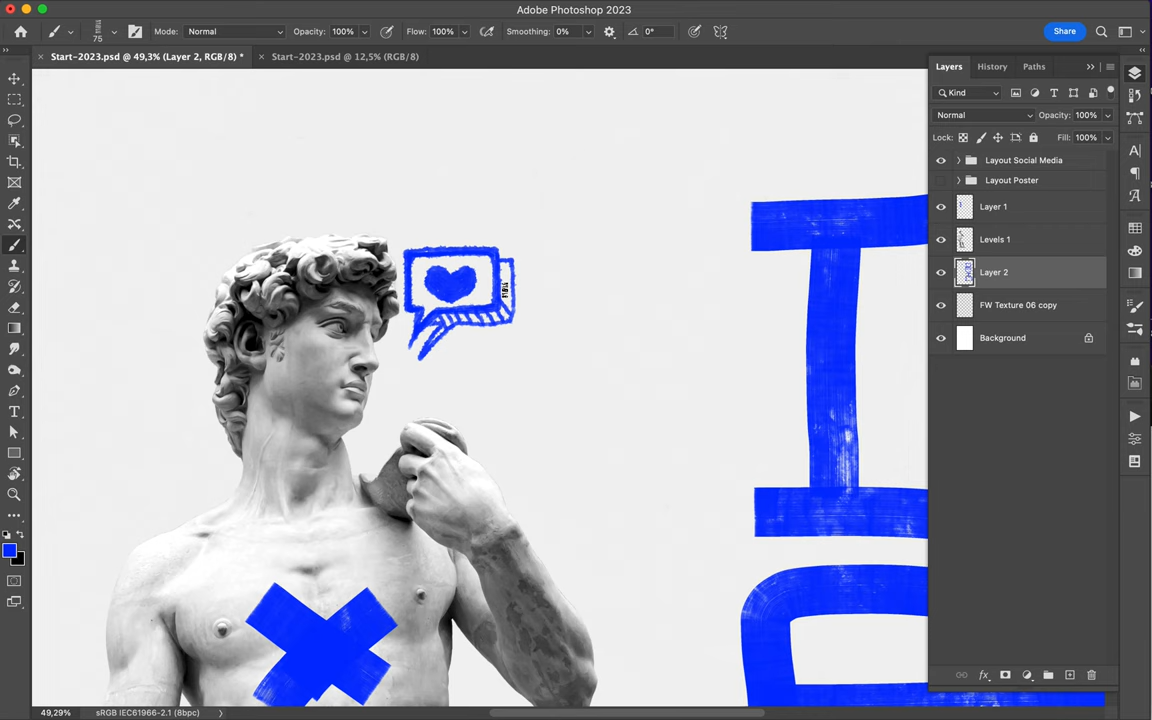 Adobe Photoshop 2023
75
Mode: Normal
Opacity: 100%
Flow: 100%
Smoothing: 0%
0°
Share
Start-2023.psd @ 49,3% (Layer 2, RGB/8) *
Start-2023.psd @ 12,5% (RGB/8)
Layers
History
Paths
Kind
Normal
Opacity: 100%
Lock:
Fill: 100%
Layout Social Media
Layout Poster
Layer 1
Levels 1
Layer 2
FW Texture 06 copy
Background
fx
49,29%
sRGB IEC61966-2.1 (8bpc)